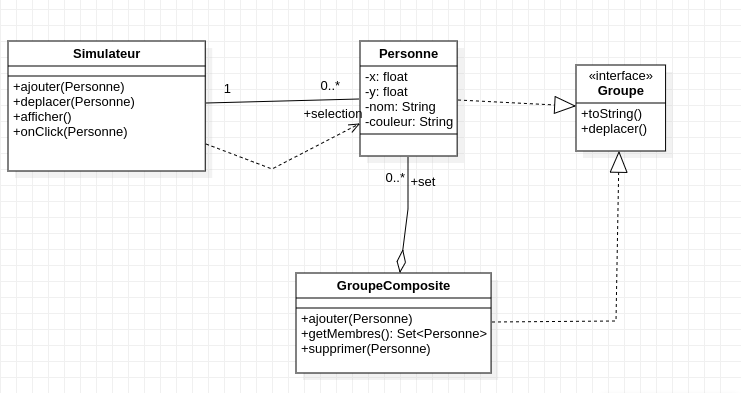 Simulateur
+ajouter(Personne)
+deplacer(Personne)
+afficher()
+onClick(Personne)
1
0..*
+selection
Personne
-x: float
-y: float
-nom: String
-couleur: String
«interface»
Groupe
+toString()
+deplacer()
0..*
+set
GroupeComposite
+ajouter(Personne)
+getMembres(): Set<Personne>
+supprimer(Personne)